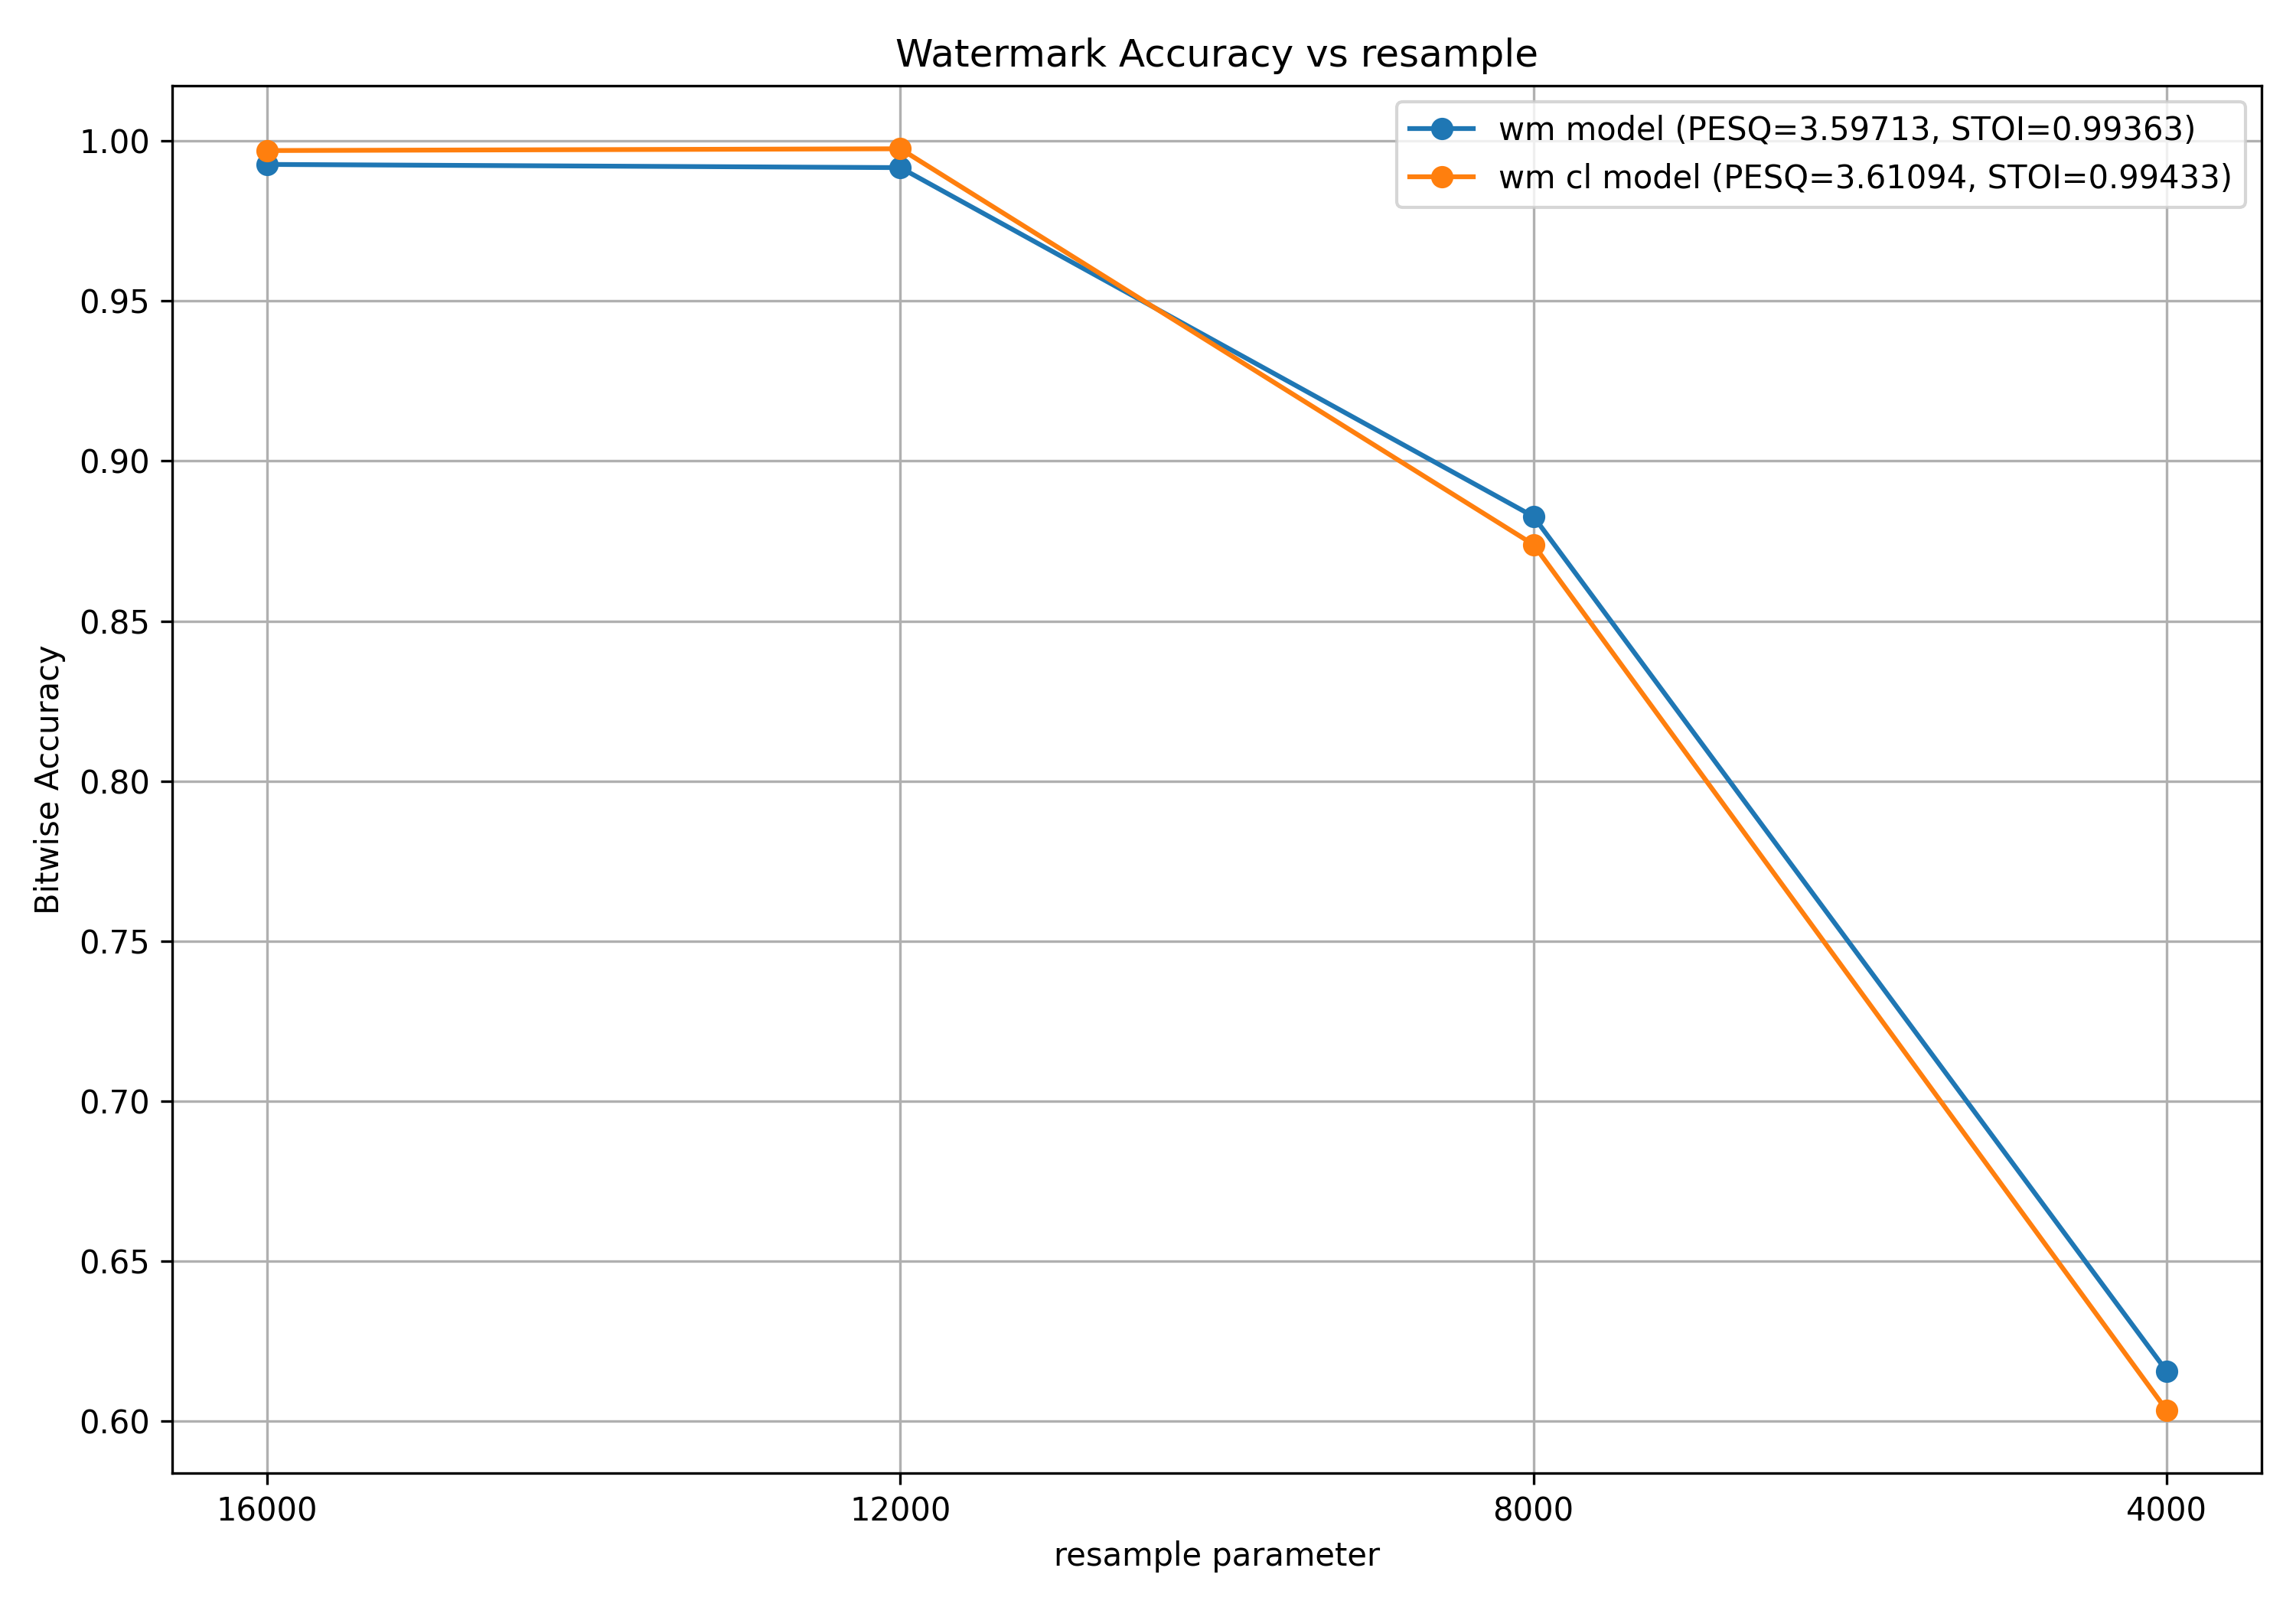 Watermark Accuracy vs resample
wm model (PESQ=3.59713, STOI=0.99363)
wm cl model (PESQ=3.61094, STOI=0.99433)
Bitwise Accuracy
1.00
0.95
0.90
0.85
0.80
0.75
0.70
0.65
0.60
16000 12000 8000 4000
resample parameter